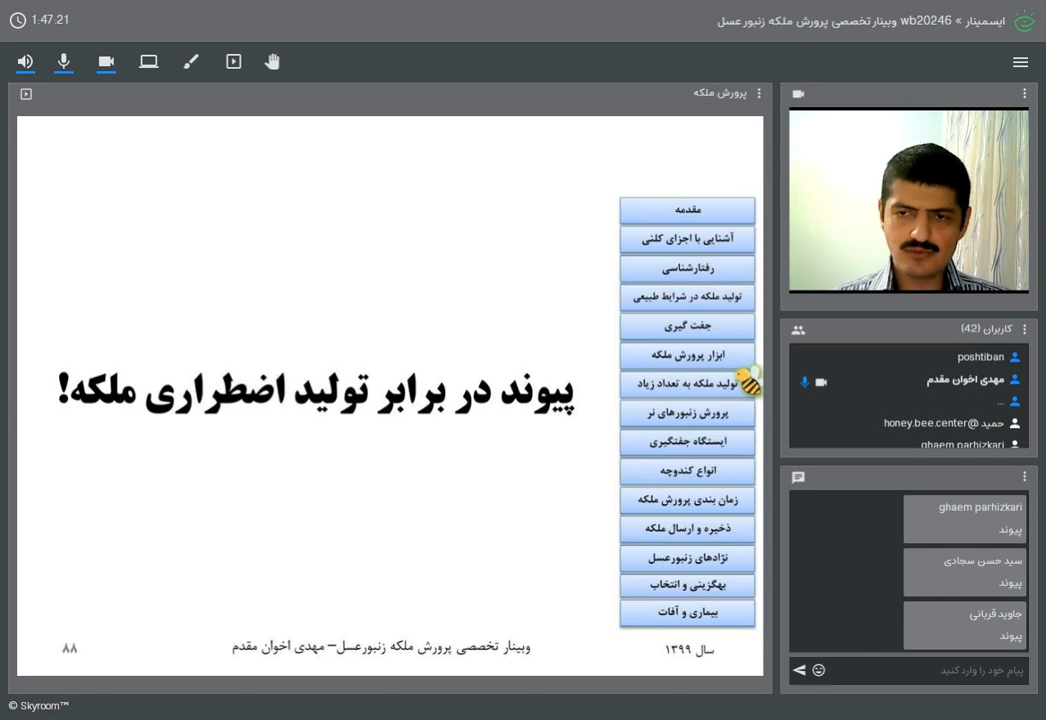 1:47:21
ایسمینار » wb20246 وبینار تخصصی پرورش ملکه زنبور عسل
پرورش ملکه
مقدمه
آشنایی با اجزای کلنی
رفتارشناسی
تولید ملکه در شرایط طبیعی
جفت گیری
ابزار پرورش ملکه
تولید ملکه به تعداد زیاد
پرورش زنبورهای نر
ایستگاه جفتگیری
انواع کندوچه
زمان بندی پرورش ملکه
ذخیره و ارسال ملکه
نژادهای زنبورعسل
بهگزینی و انتخاب
بیماری و آفات
پیوند در برابر تولید اضطراری ملکه!
سال ۱۳۹۹
وبینار تخصصی پرورش ملکه زنبورعسل– مهدی اخوان مقدم
۸۸
کاربران (42)
poshtiban
مهدی اخوان مقدم
...
حمید @honey.bee.center
ghaem parhizkari
ghaem parhizkari
پیوند
سید حسن سجادی
پیوند
جاوید قربانی
پیوند
پیام خود را وارد کنید
© Skyroom™